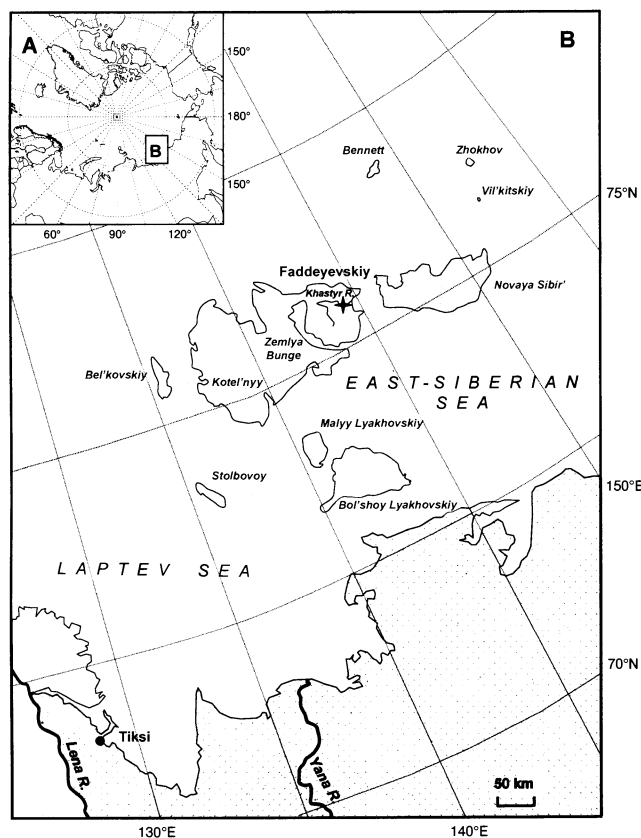 A
B
150°
180°
B
150°
60°
90°
120°
Bennett
Zhokhov
Vil'kitskiy
75°N
Faddeyevskiy
Khastyr R.
Novaya Sibir'
Zemlya
Bunge
Bel'kovskiy
Kotel'nyy
EAST-SIBERIAN
SEA
Malyy Lyakhovskiy
Stolbovoy
150°E
Bol'shoy Lyakhovskiy
LAPTEV SEA
70°N
Tiksi
Lena R.
Yana R.
50 km
130°E
140°E